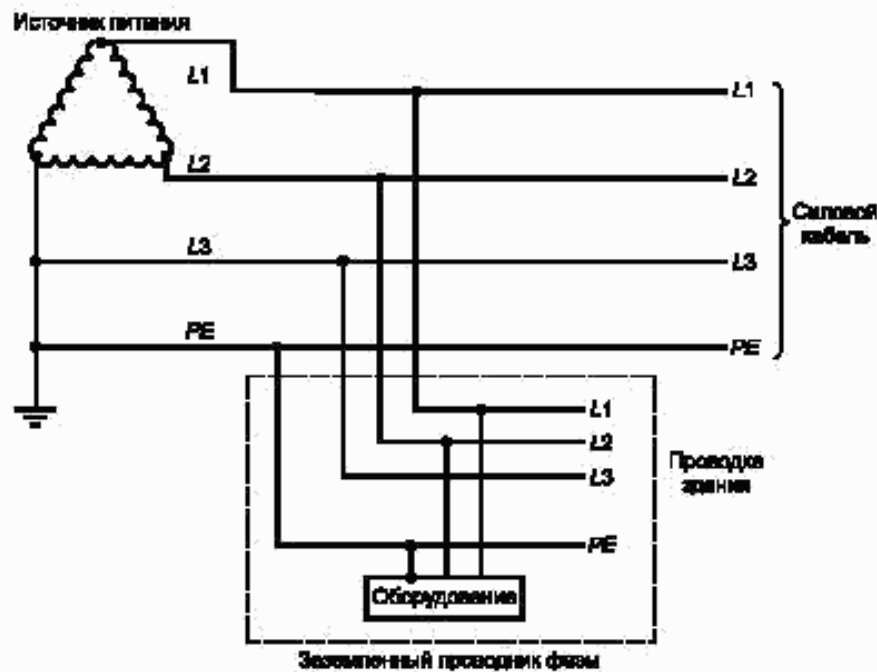 Источник питания
L1
L1
L2
L2
Силовой
кабель
L3
L3
PE
PE
L1
L2
Проводка
здания
L3
PE
Оборудование
Заземленный проводник фазы